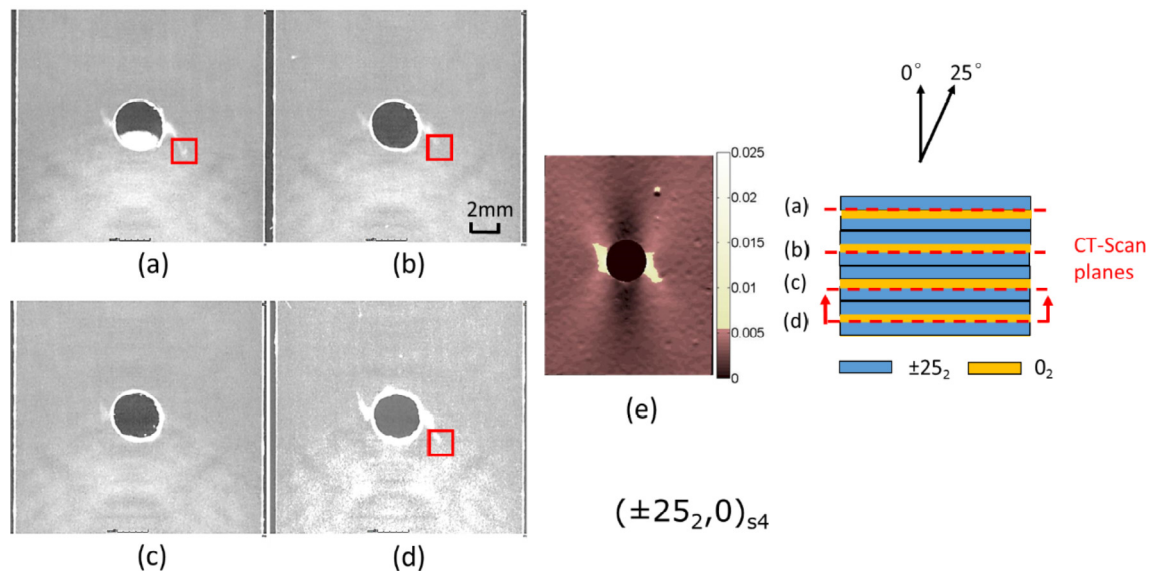 (a)
(b)
2mm
(c)
(d)
0.025
0.02
0.015
0.01
0.005
0
(e)
0° 25°
(a)
(b)
(c)
(d)
CT-Scan
planes
±25₂ 0₂
(±25₂,0)ₛ₄